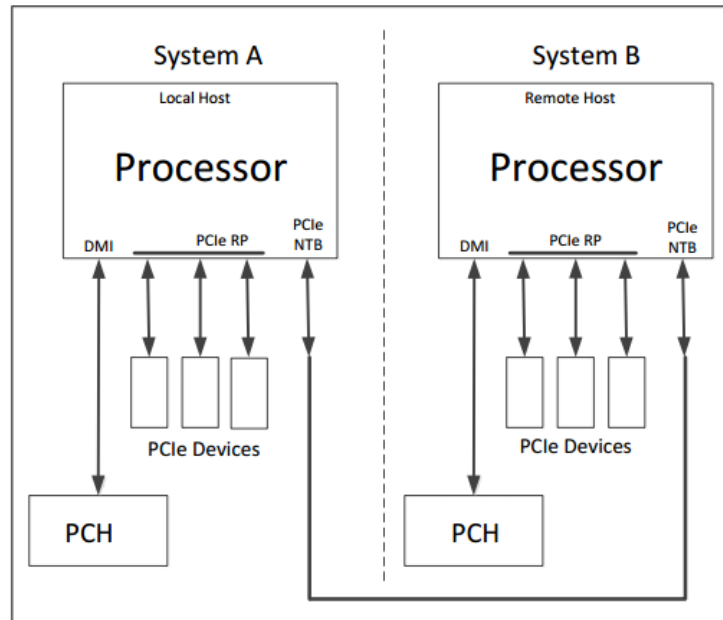 System A
System B
Local Host
Processor
DMI
PCIe RP
PCIe
NTB
PCIe Devices
PCH
Remote Host
Processor
DMI
PCIe RP
PCIe
NTB
PCIe Devices
PCH